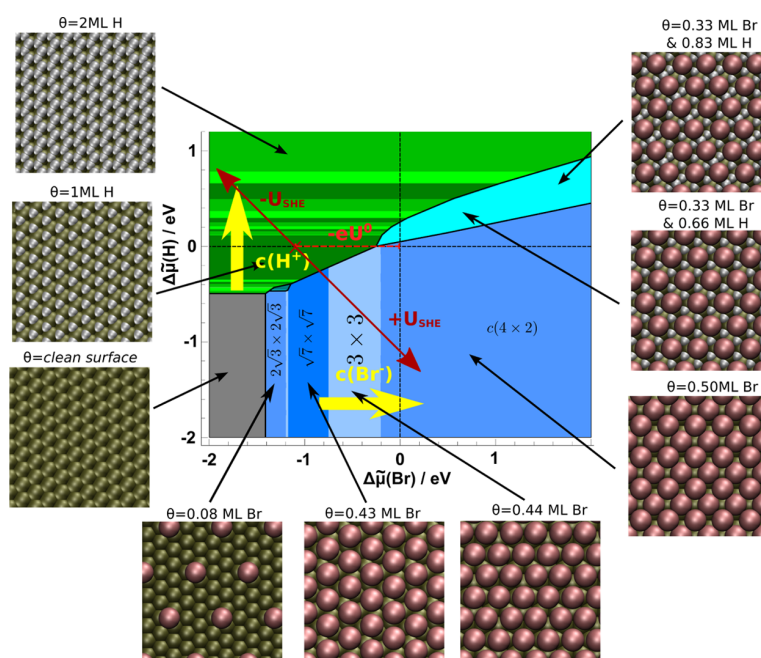 θ=2ML H
θ=0.33 ML Br
& 0.83 ML H
θ=1ML H
θ=0.33 ML Br
& 0.66 ML H
θ=clean surface
θ=0.50ML Br
Δμ̃(H) / eV
1
0
-1
-2
-U_SHE
-eU⁰
c(H⁺)
+U_SHE
2√3 × 2√3
√7 × √7
3 × 3
c(4 × 2)
c(Br⁻)
-2
-1
0
1
Δμ̃(Br) / eV
θ=0.08 ML Br
θ=0.43 ML Br
θ=0.44 ML Br